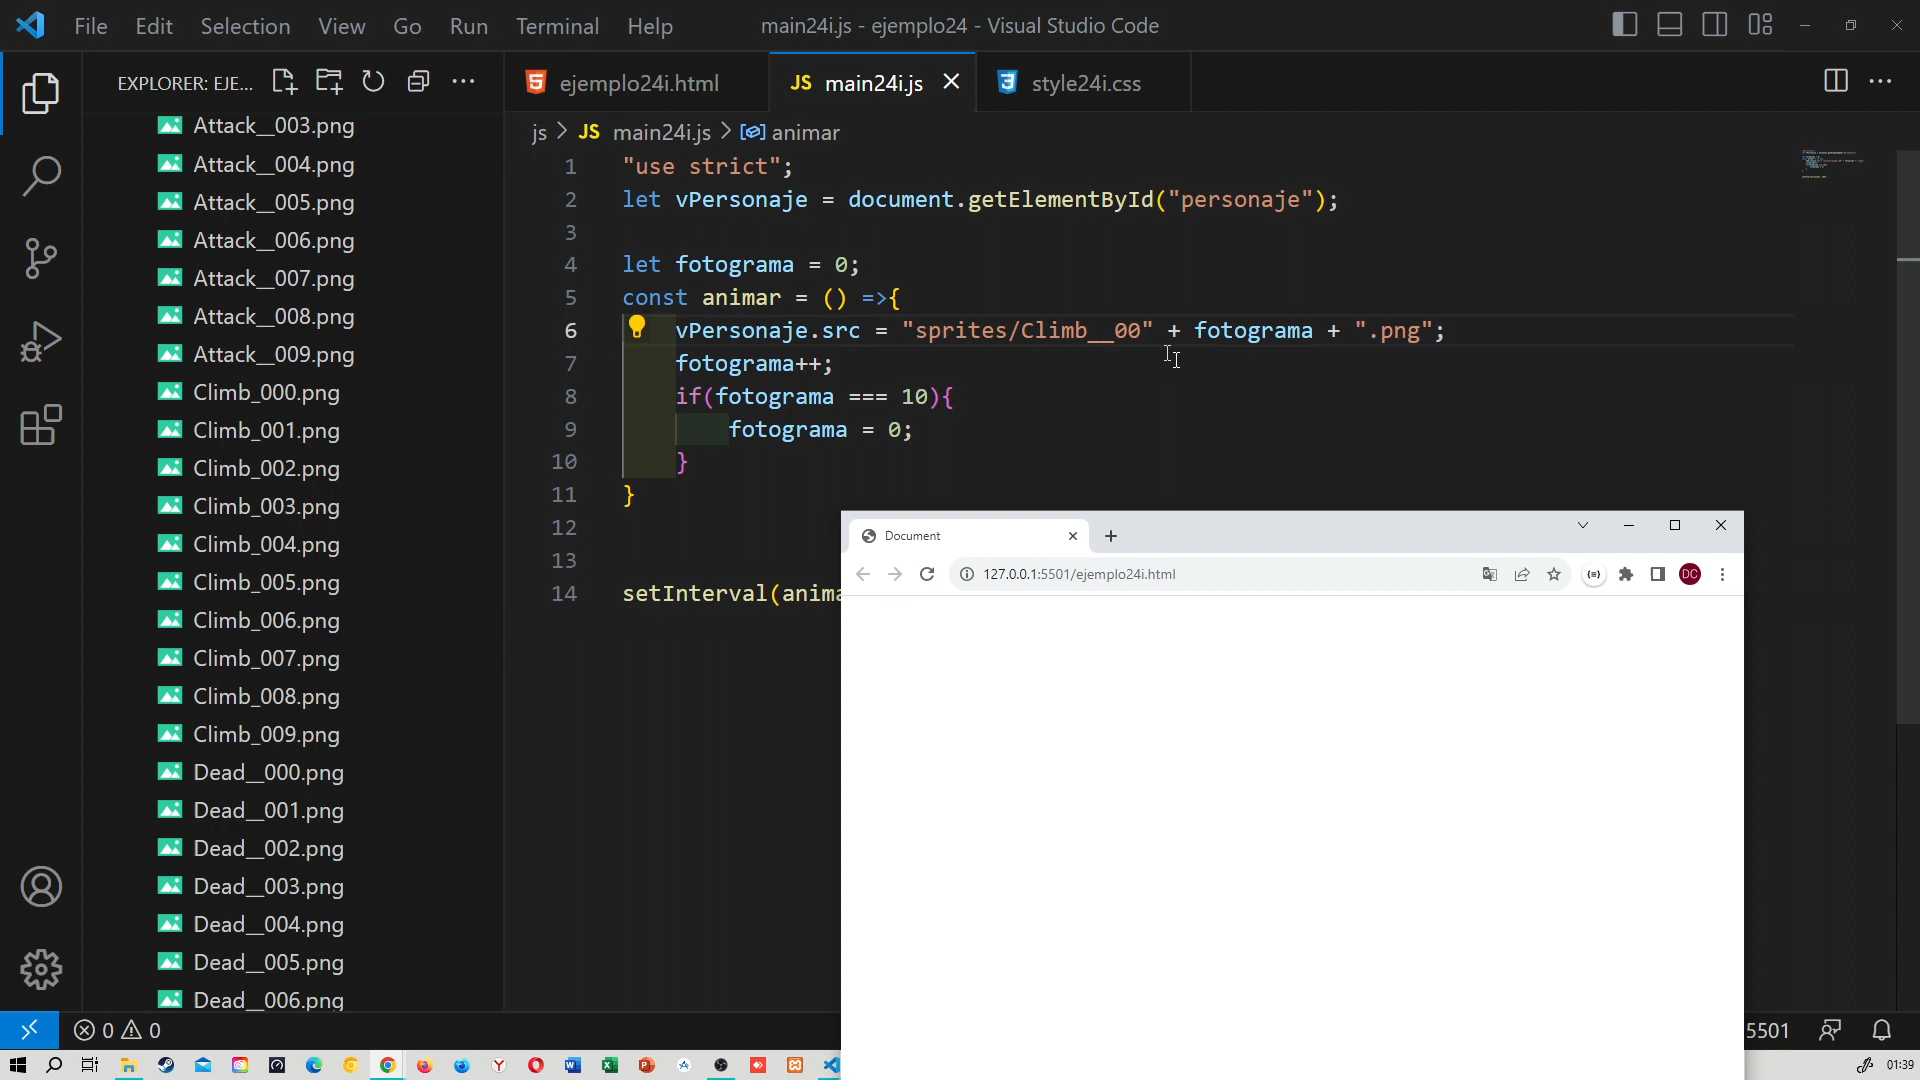 File Edit Selection View Go Run Terminal Help
main24i.js - ejemplo24 - Visual Studio Code
EXPLORER: EJE...
Attack__003.png
Attack__004.png
Attack__005.png
Attack__006.png
Attack__007.png
Attack__008.png
Attack__009.png
Climb_000.png
Climb_001.png
Climb_002.png
Climb_003.png
Climb_004.png
Climb_005.png
Climb_006.png
Climb_007.png
Climb_008.png
Climb_009.png
Dead__000.png
Dead__001.png
Dead__002.png
Dead__003.png
Dead__004.png
Dead__005.png
Dead__006.png
ejemplo24i.html
JS main24i.js
style24i.css
js > JS main24i.js > animar
1 "use strict";
2 let vPersonaje = document.getElementById("personaje");
3
4 let fotograma = 0;
5 const animar = () =>{
6 vPersonaje.src = "sprites/Climb__00" + fotograma + ".png";
7 fotograma++;
8 if(fotograma === 10){
9 fotograma = 0;
10 }
11 }
12
13
14 setInterval(anima
Document
127.0.0.1:5501/ejemplo24i.html
DC
0 0
5501
01:39